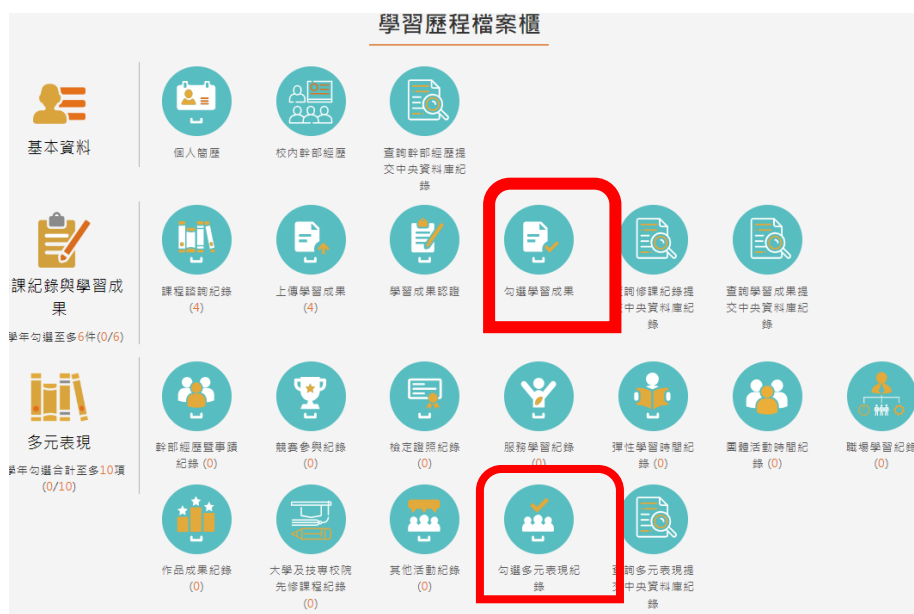 學習歷程檔案櫃
基本資料
個人簡歷
校內幹部經歷
查詢幹部經歷提
交中央資料庫紀
錄
課紀錄與學習成
果
學年勾選至多6件(0/6)
課程諮詢紀錄
(4)
上傳學習成果
(4)
學習成果認證
勾選學習成果
詢修課紀錄提
交中央資料庫紀
錄
查詢學習成果提
交中央資料庫紀
錄
多元表現
學年勾選合計至多10項
(0/10)
幹部經歷暨事蹟
紀錄 (0)
競賽參與紀錄
(0)
檢定證照紀錄
(0)
服務學習紀錄
(0)
彈性學習時間紀
錄 (0)
團體活動時間紀
錄 (0)
職場學習紀錄
(0)
作品成果紀錄
(0)
大學及技專校院
先修課程紀錄
(0)
其他活動紀錄
(0)
勾選多元表現紀
錄
詢多元表現提
中央資料庫紀
錄